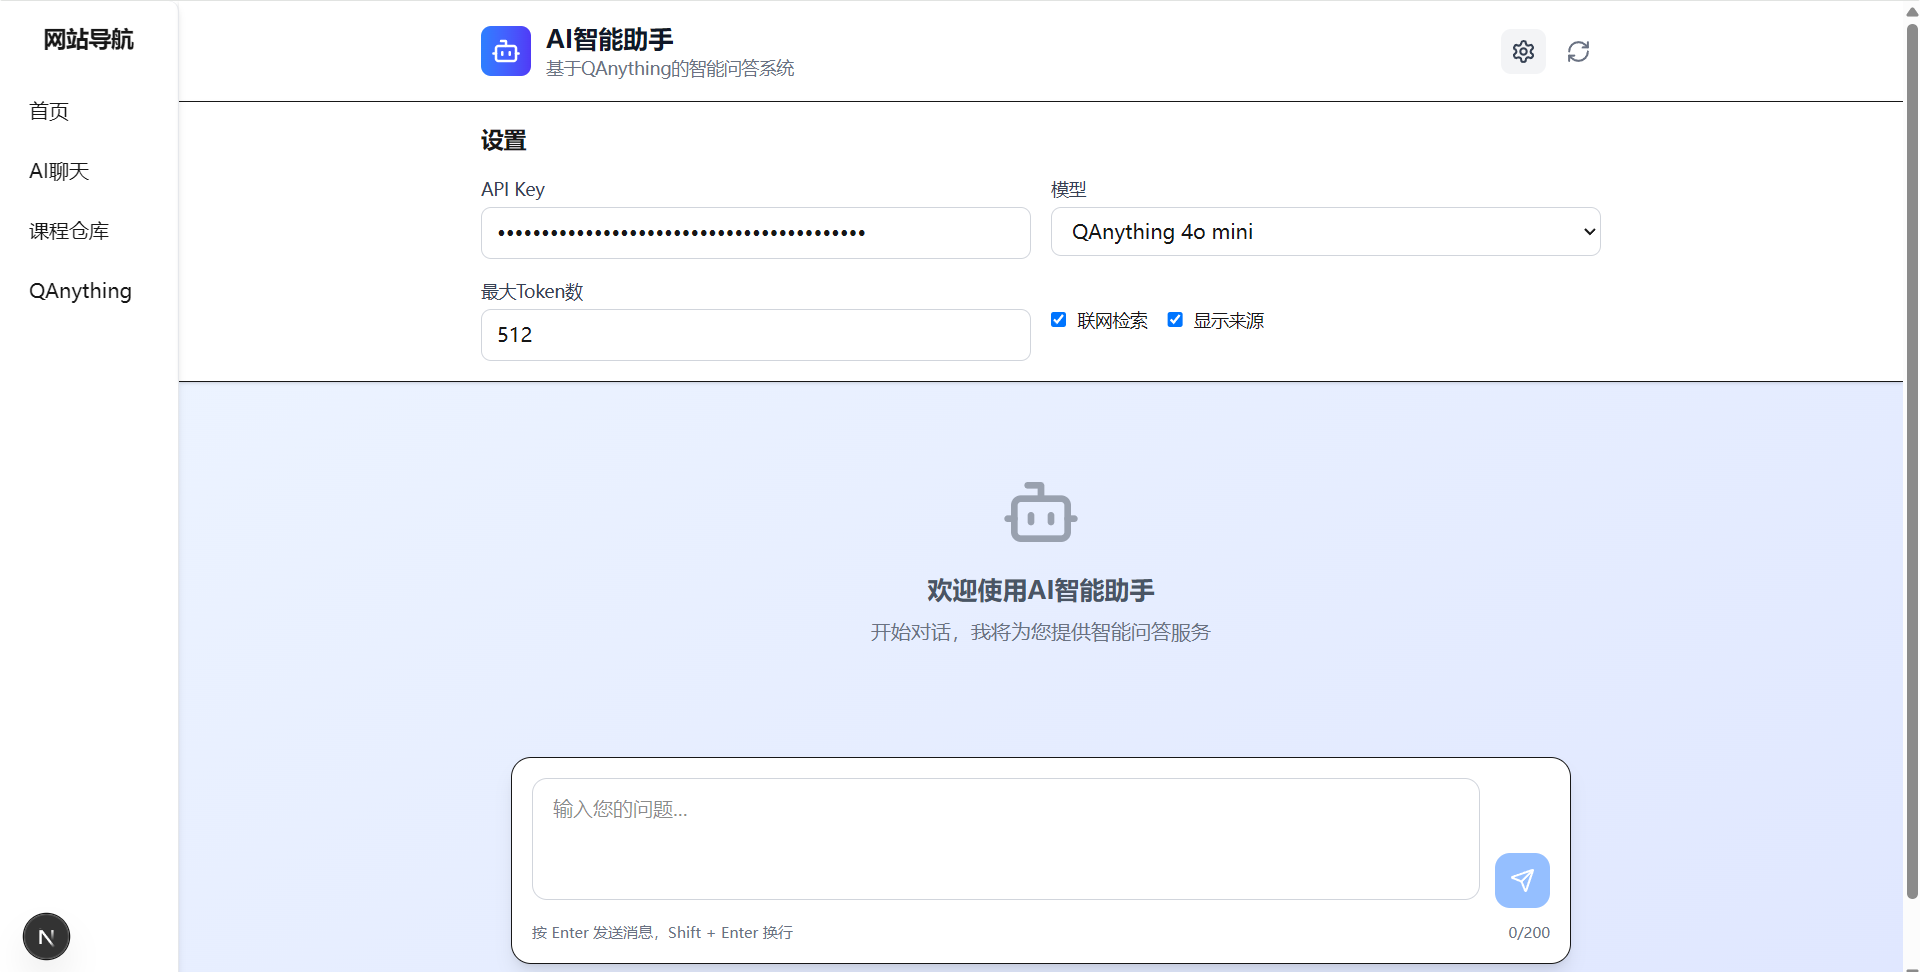 网站导航
首页
AI聊天
课程仓库
QAnything
AI智能助手
基于QAnything的智能问答系统
设置
API Key
••••••••••••••••••••••••••••••••••••••••••
模型
QAnything 4o mini
最大Token数
512
联网检索
显示来源
欢迎使用AI智能助手
开始对话，我将为您提供智能问答服务
输入您的问题...
按 Enter 发送消息，Shift + Enter 换行
0/200
N